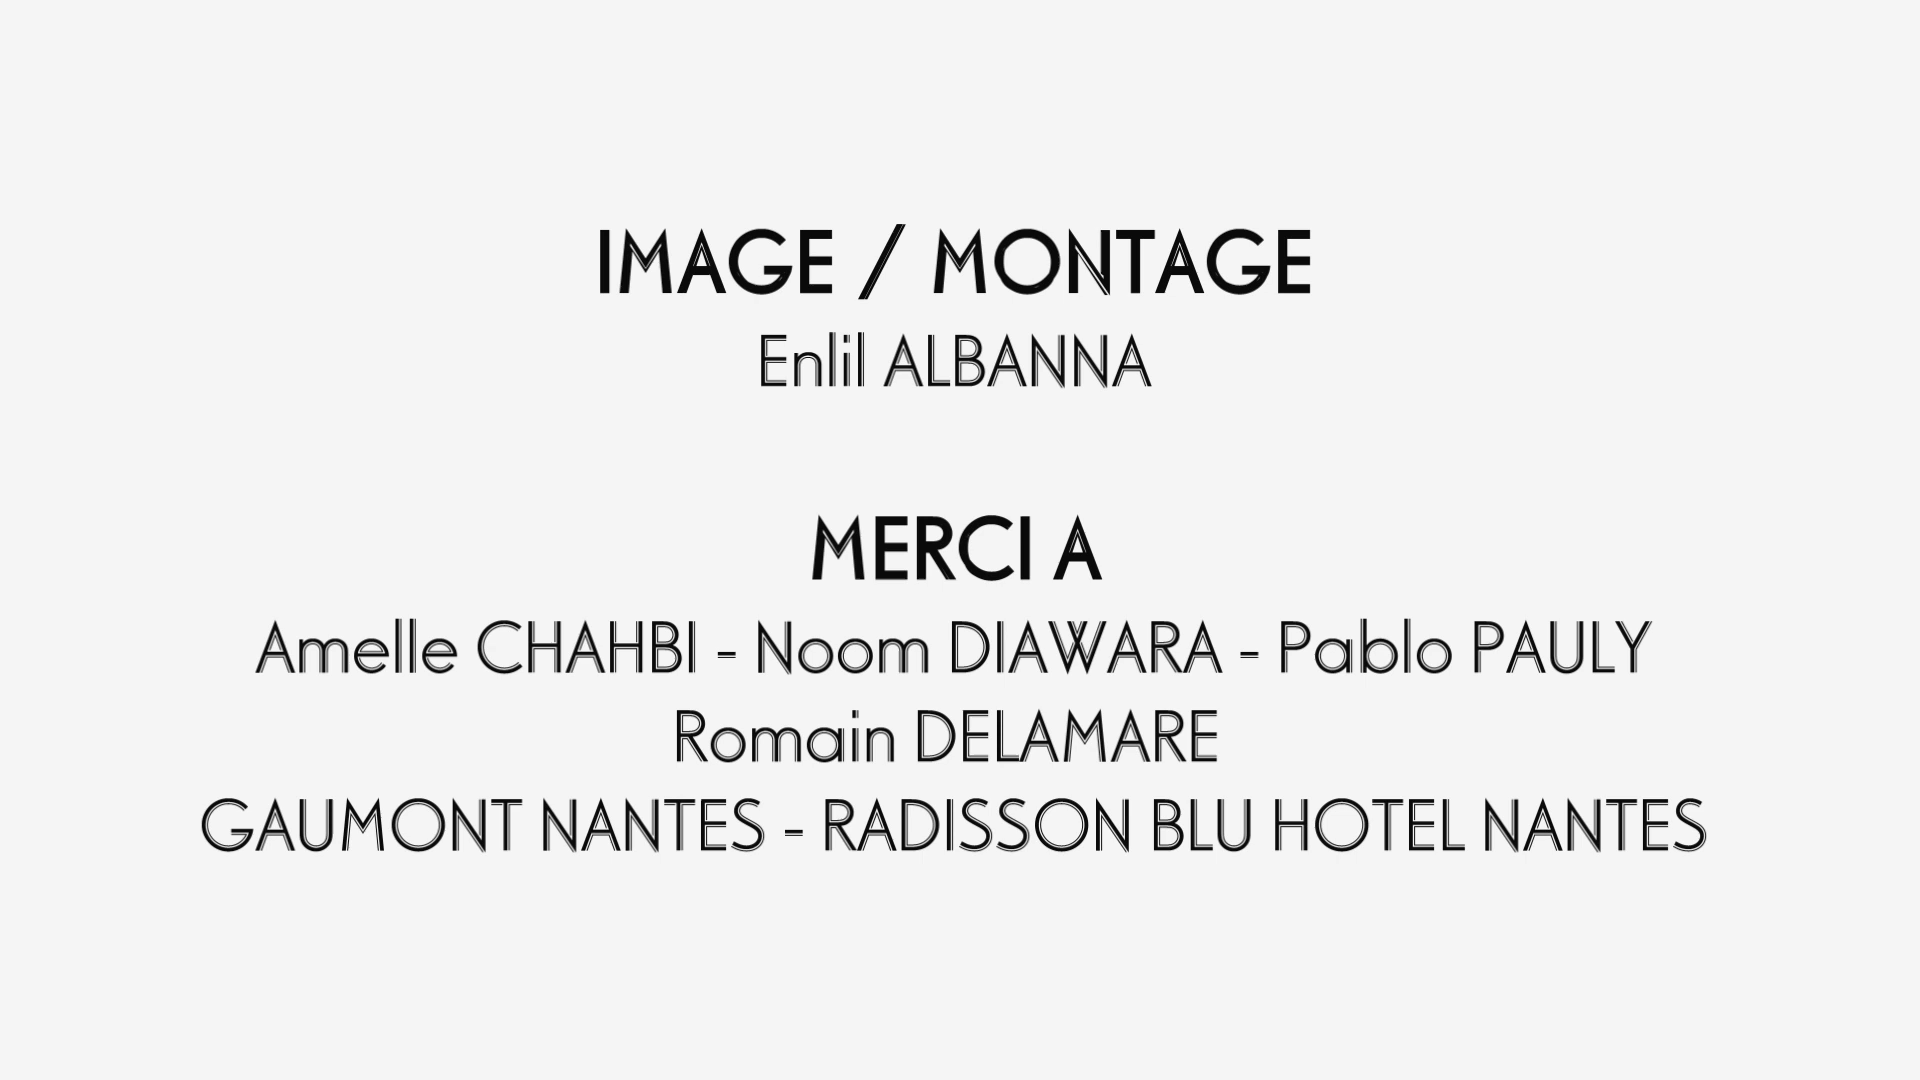 IMAGE / MONTAGE
Enlil ALBANNA
MERCI A
Amelle CHAHBI - Noom DIAWARA - Pablo PAULY
Romain DELAMARE
GAUMONT NANTES - RADISSON BLU HOTEL NANTES